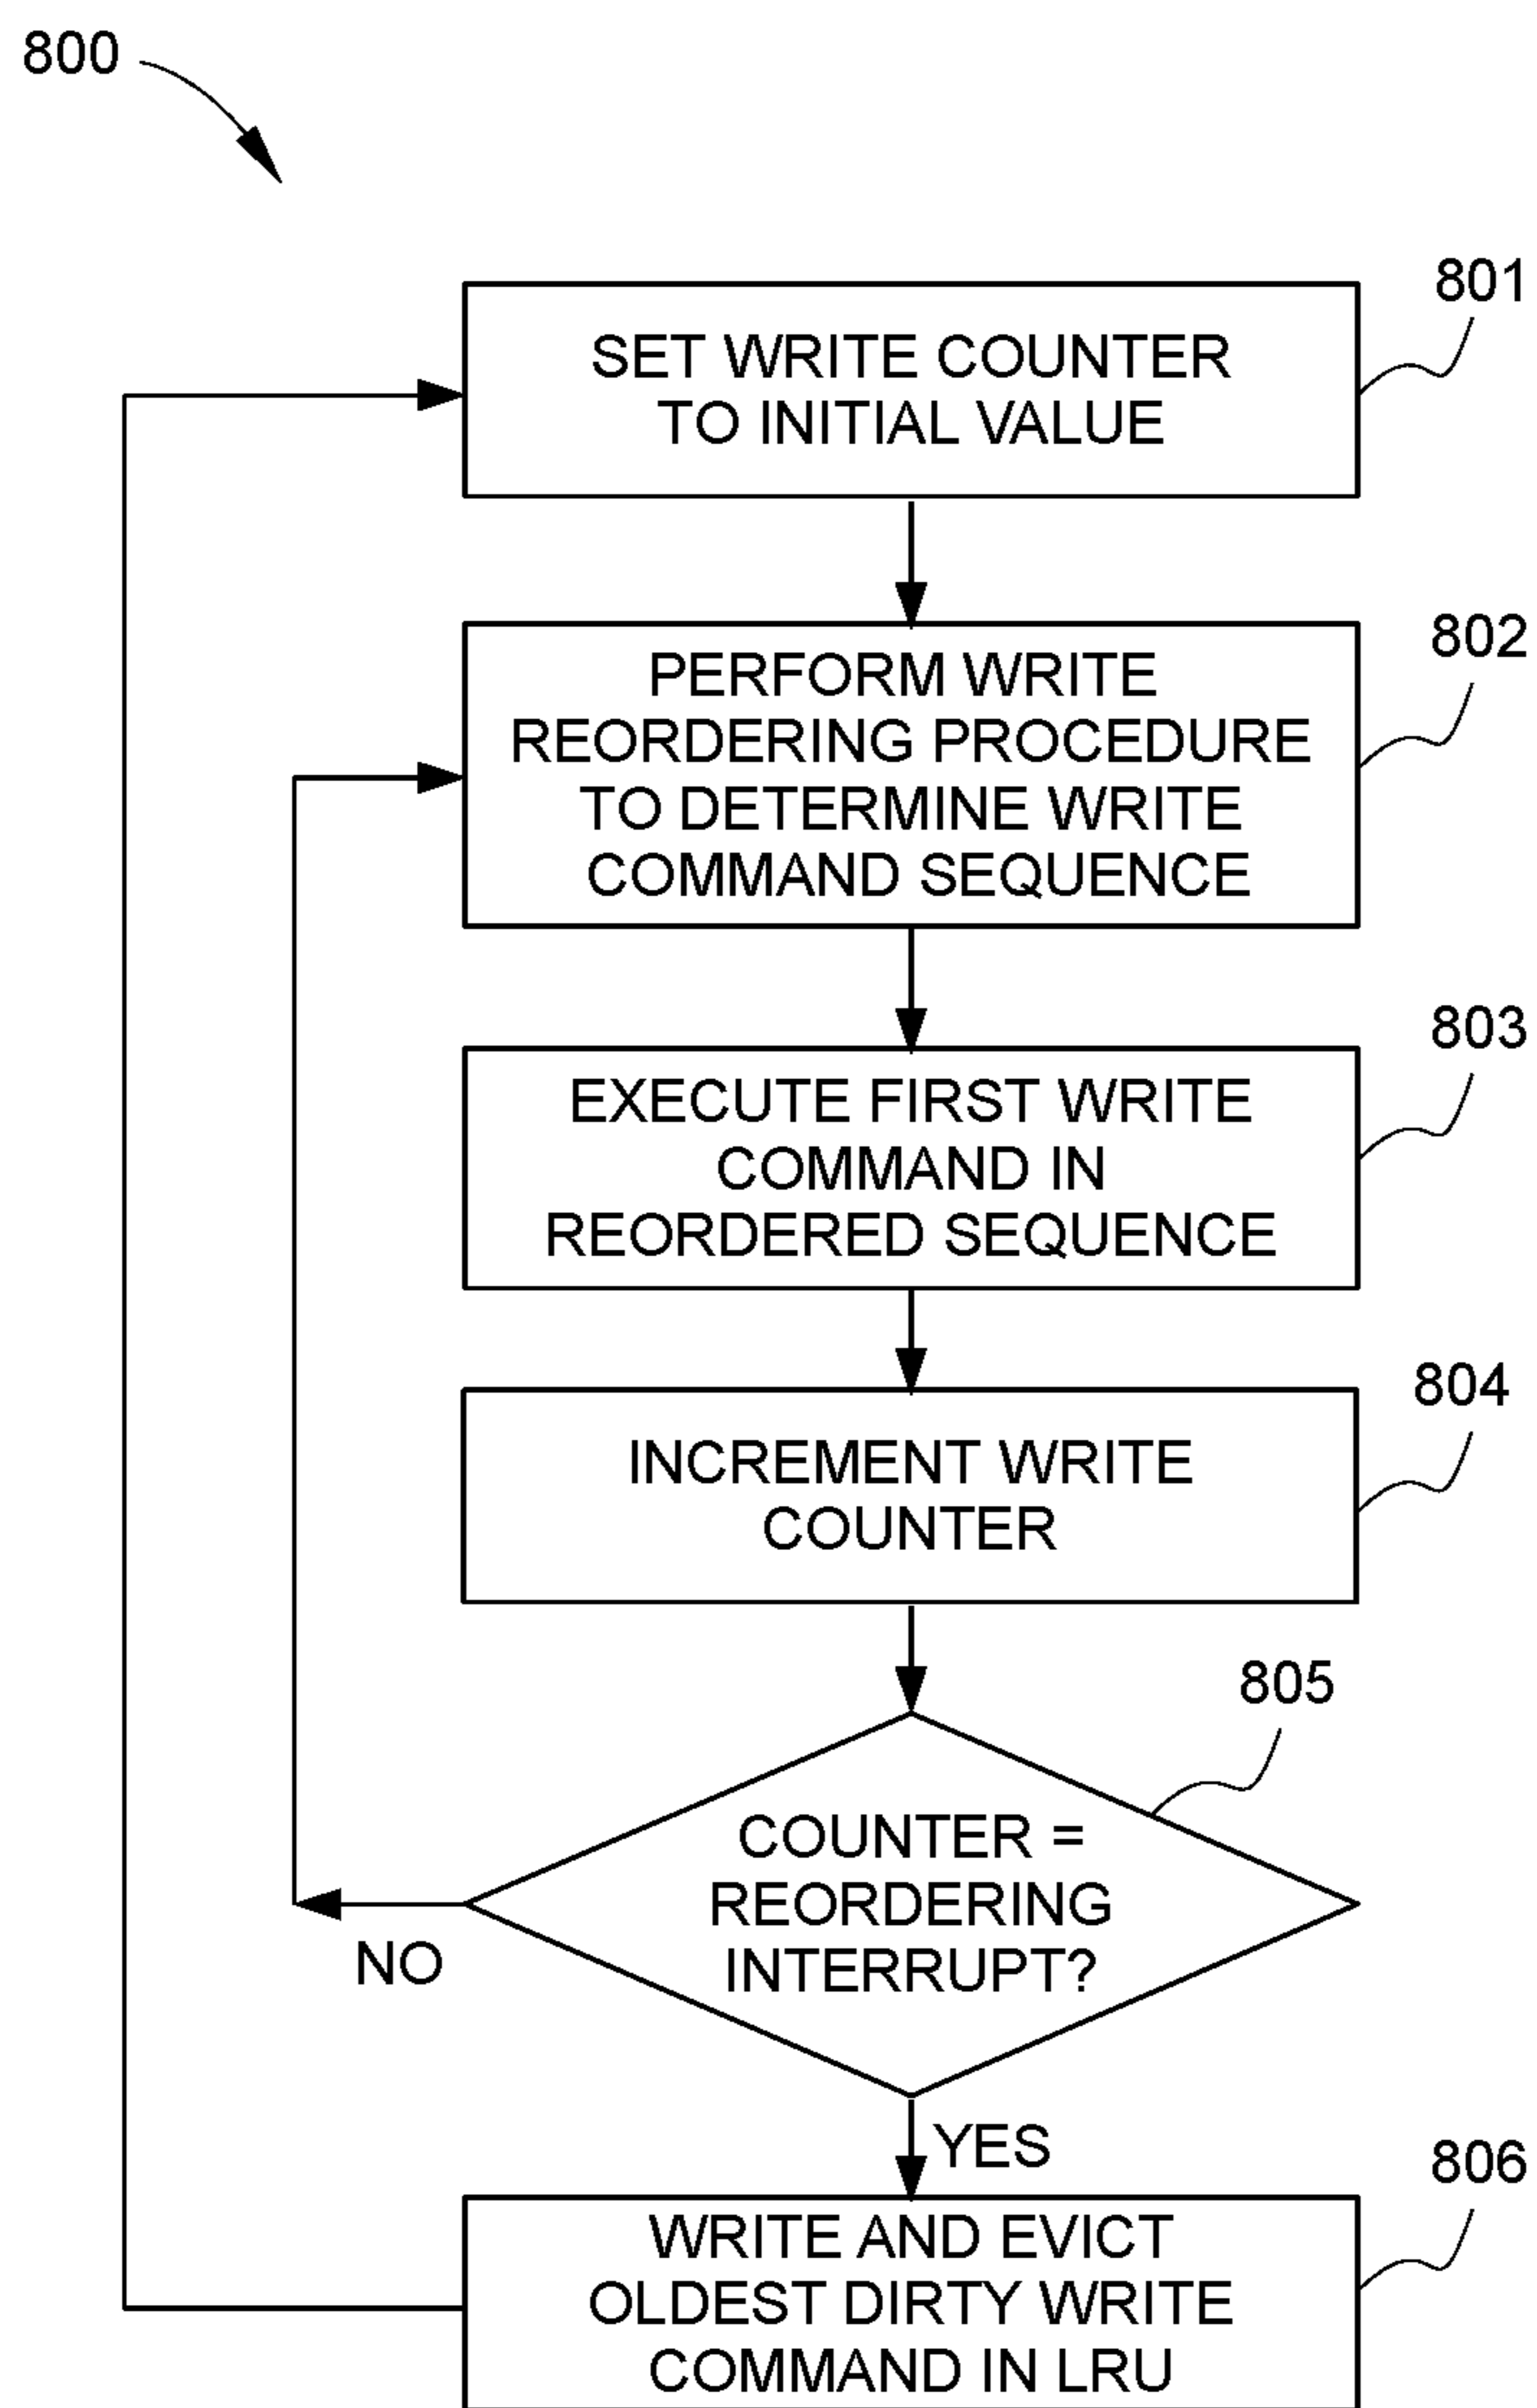 800
801
SET WRITE COUNTER
TO INITIAL VALUE
802
PERFORM WRITE
REORDERING PROCEDURE
TO DETERMINE WRITE
COMMAND SEQUENCE
803
EXECUTE FIRST WRITE
COMMAND IN
REORDERED SEQUENCE
804
INCREMENT WRITE
COUNTER
805
COUNTER =
REORDERING
INTERRUPT?
NO
YES
806
WRITE AND EVICT
OLDEST DIRTY WRITE
COMMAND IN LRU